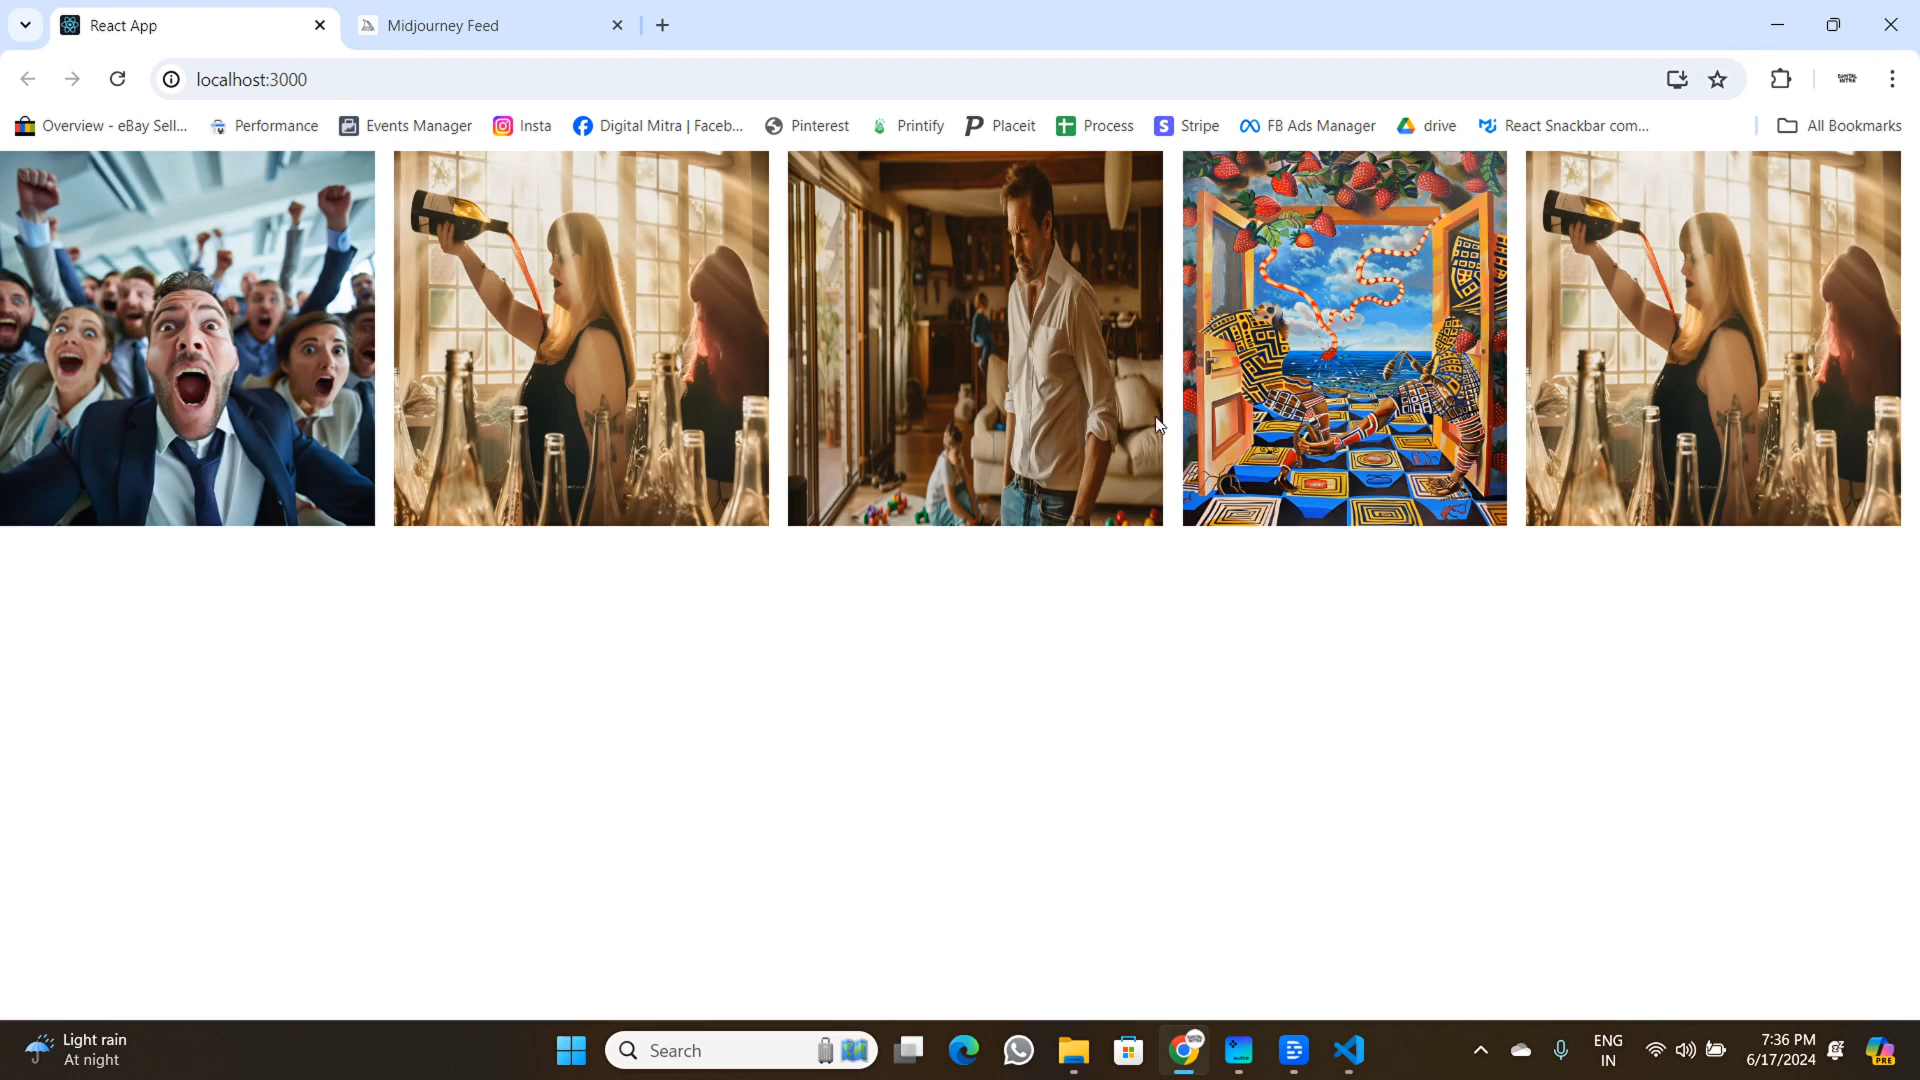 React App
Midjourney Feed
localhost:3000
Overview - eBay Sell...
Performance
Events Manager
Insta
Digital Mitra | Faceb...
Pinterest
Printify
Placeit
Process
Stripe
FB Ads Manager
drive
React Snackbar com...
All Bookmarks
Light rain
At night
Search
ENG
IN
7:36 PM
6/17/2024
PRE